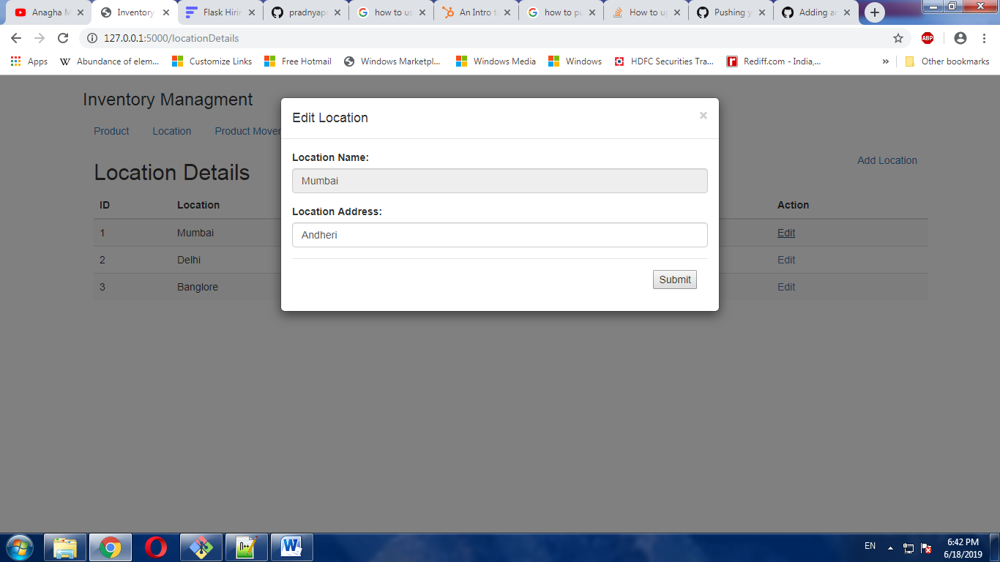 Anagha M
Inventory
Flask Hirin
pradnyap
how to us
An Intro t
how to pu
How to up
Pushing y
Adding an
127.0.0.1:5000/locationDetails
ABP
Apps
Abundance of elem...
Customize Links
Free Hotmail
Windows Marketpl...
Windows Media
Windows
HDFC Securities Tra...
Rediff.com - India,...
»
Other bookmarks
Inventory Managment
Product
Location
Product Mover
Add Location
Location Details
ID
Location
Action
1
Mumbai
Edit
2
Delhi
Edit
3
Banglore
Edit
Edit Location
×
Location Name:
Mumbai
Location Address:
Andheri
Submit
EN
6:42 PM
6/18/2019